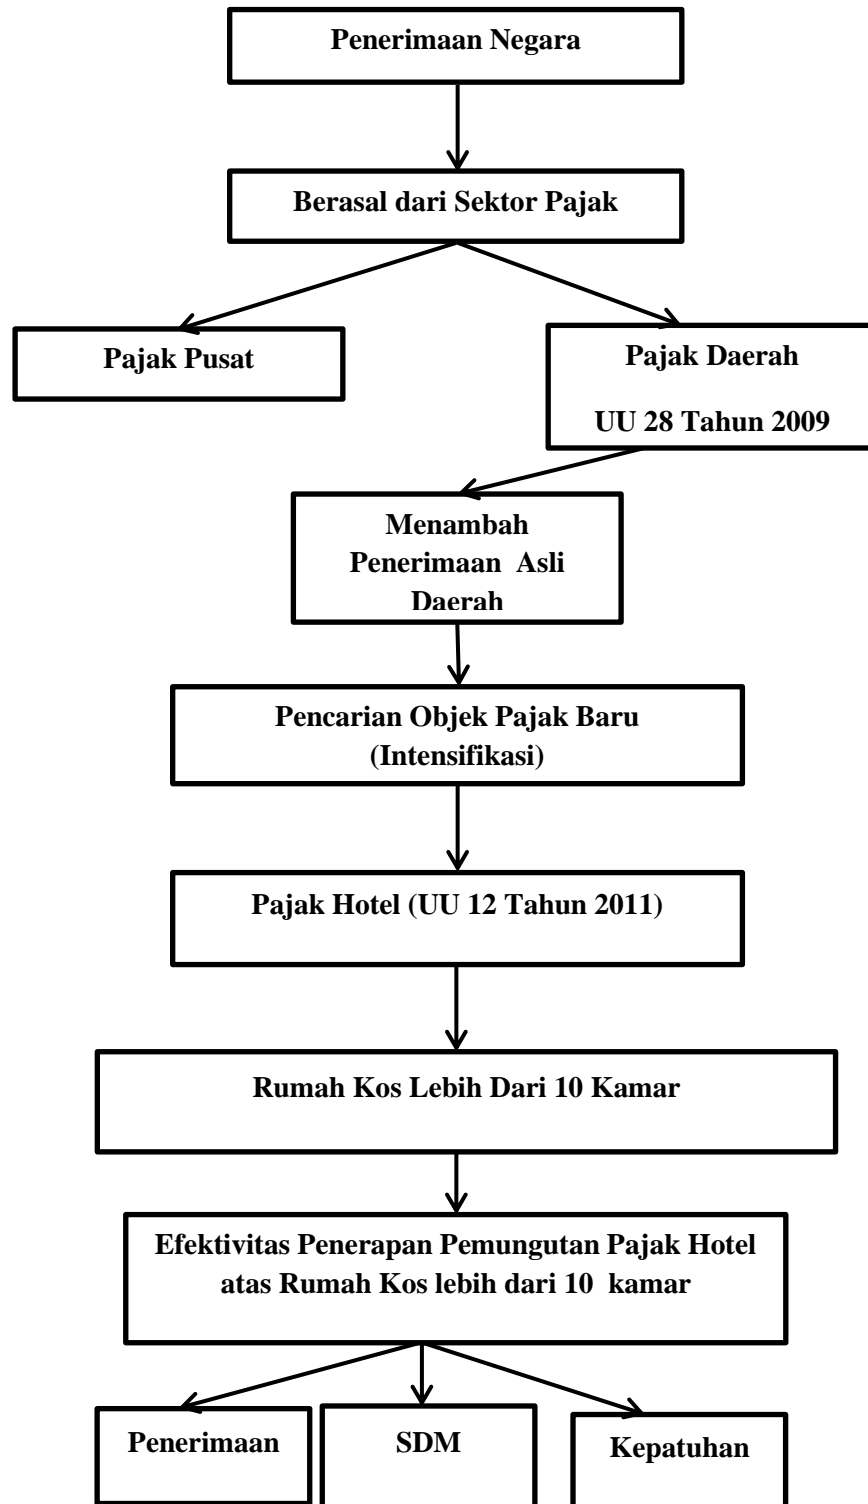 Penerimaan Negara
Berasal dari Sektor Pajak
Pajak Pusat
Pajak Daerah
UU 28 Tahun 2009
Menambah
Penerimaan Asli
Daerah
Pencarian Objek Pajak Baru
(Intensifikasi)
Pajak Hotel (UU 12 Tahun 2011)
Rumah Kos Lebih Dari 10 Kamar
Efektivitas Penerapan Pemungutan Pajak Hotel
atas Rumah Kos lebih dari 10 kamar
Penerimaan
SDM
Kepatuhan